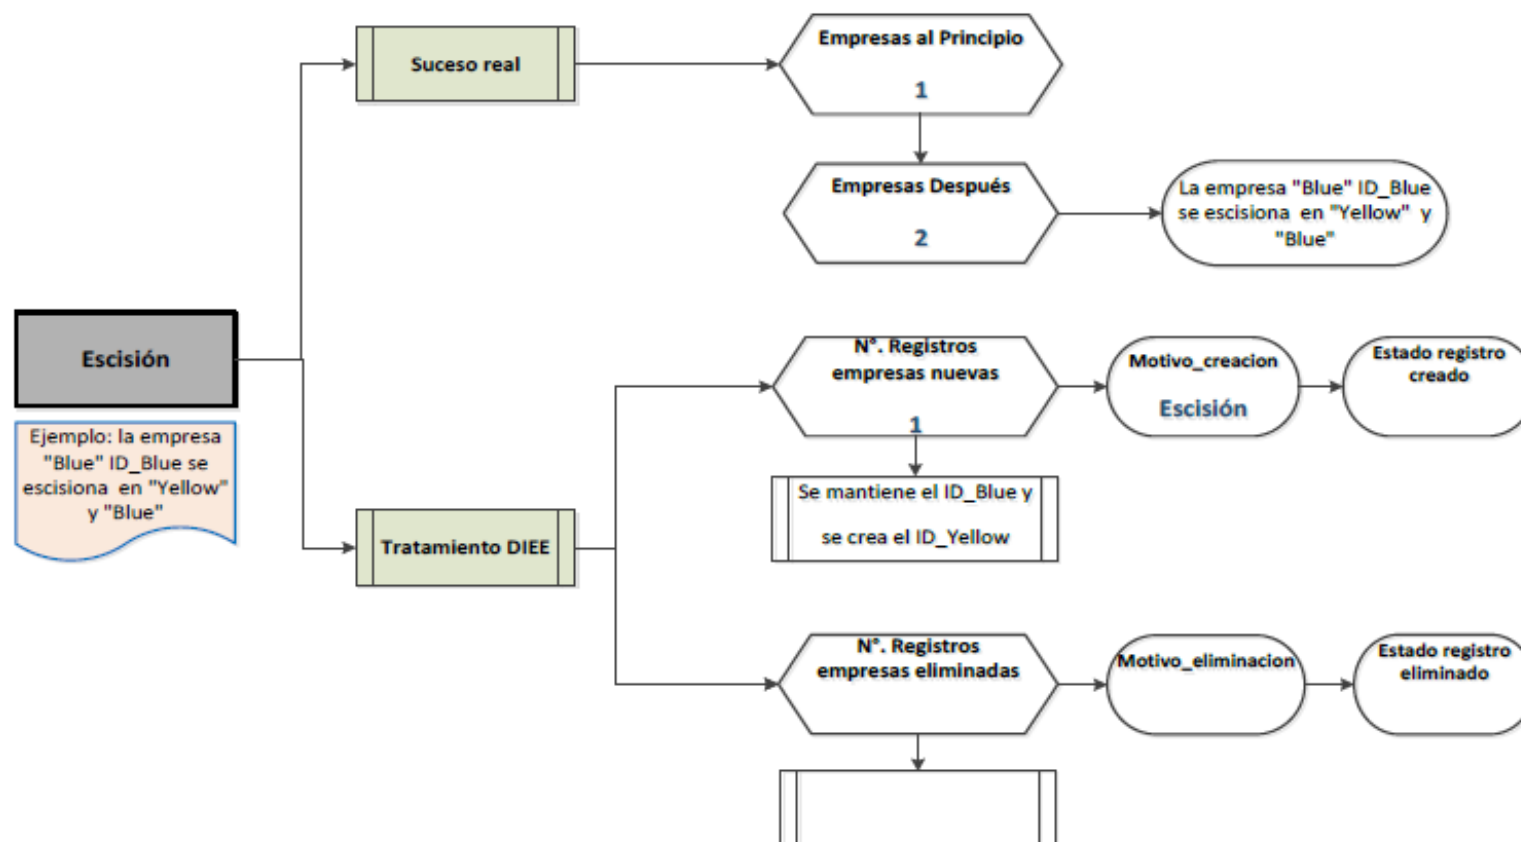 Suceso real
Empresas al Principio
1
Empresas Después
2
La empresa "Blue" ID_Blue
se escisiona en "Yellow" y
"Blue"
Escisión
Ejemplo: la empresa
"Blue" ID_Blue se
escisiona en "Yellow"
y "Blue"
Tratamiento DIEE
N°. Registros
empresas nuevas
1
Motivo_creacion
Escisión
Estado registro
creado
Se mantiene el ID_Blue y
se crea el ID_Yellow
N°. Registros
empresas eliminadas
Motivo_eliminacion
Estado registro
eliminado